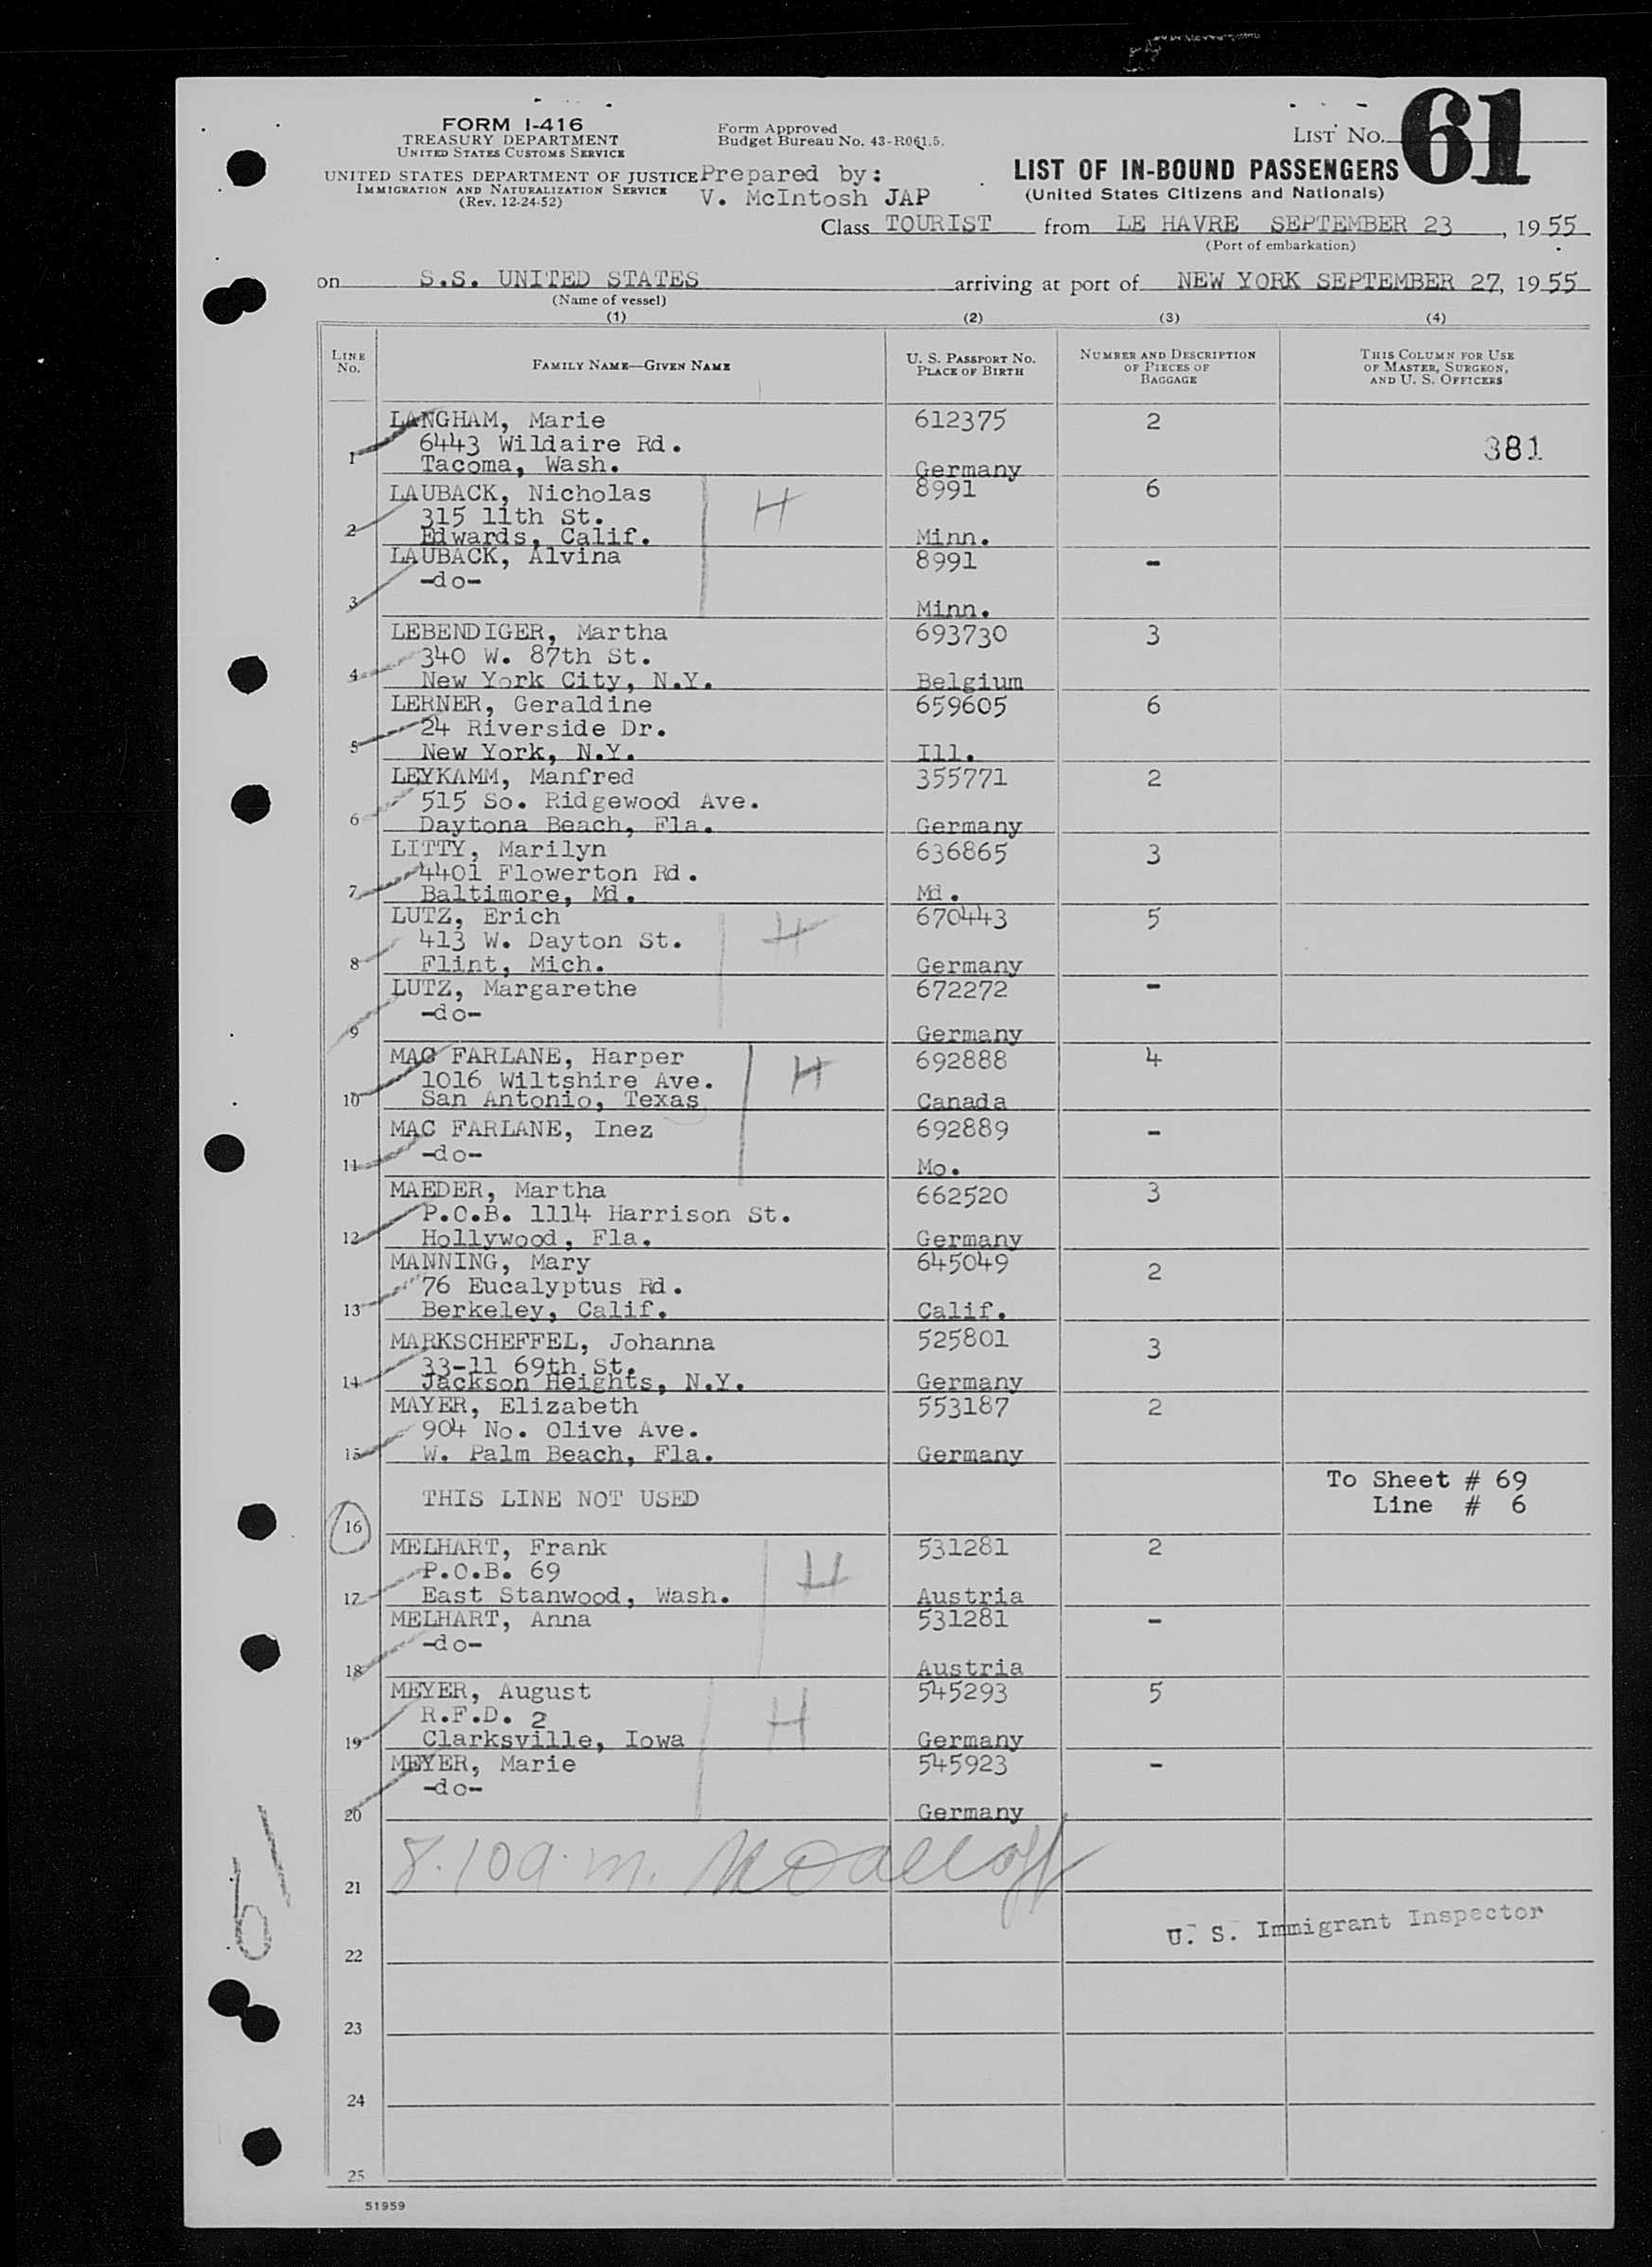 FORM I-416
TREASURY DEPARTMENT
UNITED STATES CUSTOMS SERVICE
UNITED STATES DEPARTMENT OF JUSTICE
IMMIGRATION AND NATURALIZATION SERVICE
(Rev. 12-24-52)
Form Approved
Budget Bureau No. 43-R061.5.
Prepared by:
V. McIntosh JAP
LIST No. 61
LIST OF IN-BOUND PASSENGERS
(United States Citizens and Nationals)
Class TOURIST from LE HAVRE SEPTEMBER 23, 1955
(Port of embarkation)
on S.S. UNITED STATES arriving at port of NEW YORK SEPTEMBER 27, 1955
(Name of vessel)
(1) (2) (3) (4)
LINE No. FAMILY NAME—GIVEN NAME U. S. PASSPORT No. PLACE OF BIRTH NUMBER AND DESCRIPTION OF PIECES OF BAGGAGE THIS COLUMN FOR USE OF MASTER, SURGEON, AND U. S. OFFICERS
LANGHAM, Marie 612375 2
6443 Wildaire Rd. 381
1 Tacoma, Wash. Germany
LAUBACK, Nicholas H 8991 6
315 11th St.
2 Edwards, Calif. Minn.
LAUBACK, Alvina 8991 -
-do-
3 Minn.
LEBENDIGER, Martha 693730 3
340 W. 87th St.
4 New York City, N.Y. Belgium
LERNER, Geraldine 659605 6
24 Riverside Dr.
5 New York, N.Y. Ill.
LEYKAMM, Manfred 355771 2
515 So. Ridgewood Ave.
6 Daytona Beach, Fla. Germany
LITTY, Marilyn 636865 3
4401 Flowerton Rd.
7 Baltimore, Md. Md.
LUTZ, Erich H 670443 5
413 W. Dayton St.
8 Flint, Mich. Germany
LUTZ, Margarethe 672272 -
-do-
9 Germany
MAC FARLANE, Harper H 692888 4
1016 Wiltshire Ave.
10 San Antonio, Texas Canada
MAC FARLANE, Inez 692889 -
-do-
11 Mo.
MAEDER, Martha 662520 3
P.O.B. 1114 Harrison St.
12 Hollywood, Fla. Germany
MANNING, Mary 645049 2
76 Eucalyptus Rd.
13 Berkeley, Calif. Calif.
MARKSCHEFFEL, Johanna 525801 3
33-11 69th St.
14 Jackson Heights, N.Y. Germany
MAYER, Elizabeth 553187 2
904 No. Olive Ave.
15 W. Palm Beach, Fla. Germany
To Sheet # 69
THIS LINE NOT USED Line # 6
16
MELHART, Frank H 531281 2
P.O.B. 69
17 East Stanwood, Wash. Austria
MELHART, Anna 531281 -
-do-
18 Austria
MEYER, August H 545293 5
R.F.D. 2
19 Clarksville, Iowa Germany
MEYER, Marie 545923 -
-do-
20 Germany
8.10 a.m.
21
U. S. Immigrant Inspector
22
23
24
25
61
51959